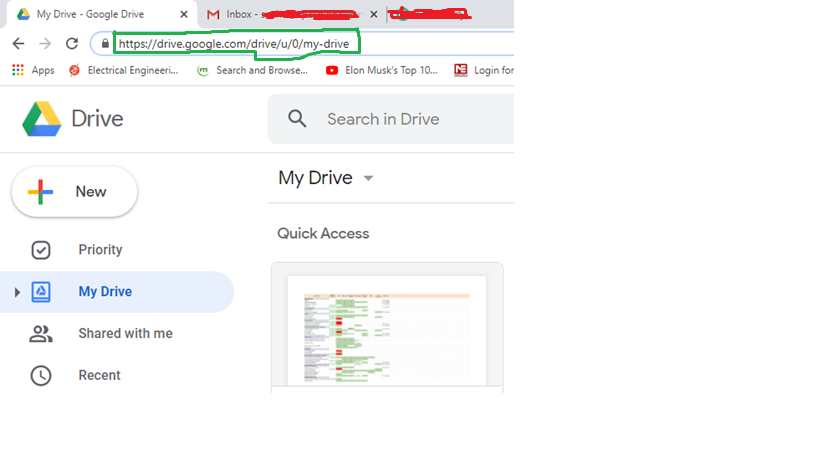 My Drive - Google Drive
Inbox -
https://drive.google.com/drive/u/0/my-drive
Apps Electrical Engineeri... YTS Search and Browse... Elon Musk's Top 10... Login for
Drive
Search in Drive
New
My Drive
Quick Access
Priority
My Drive
Shared with me
Recent